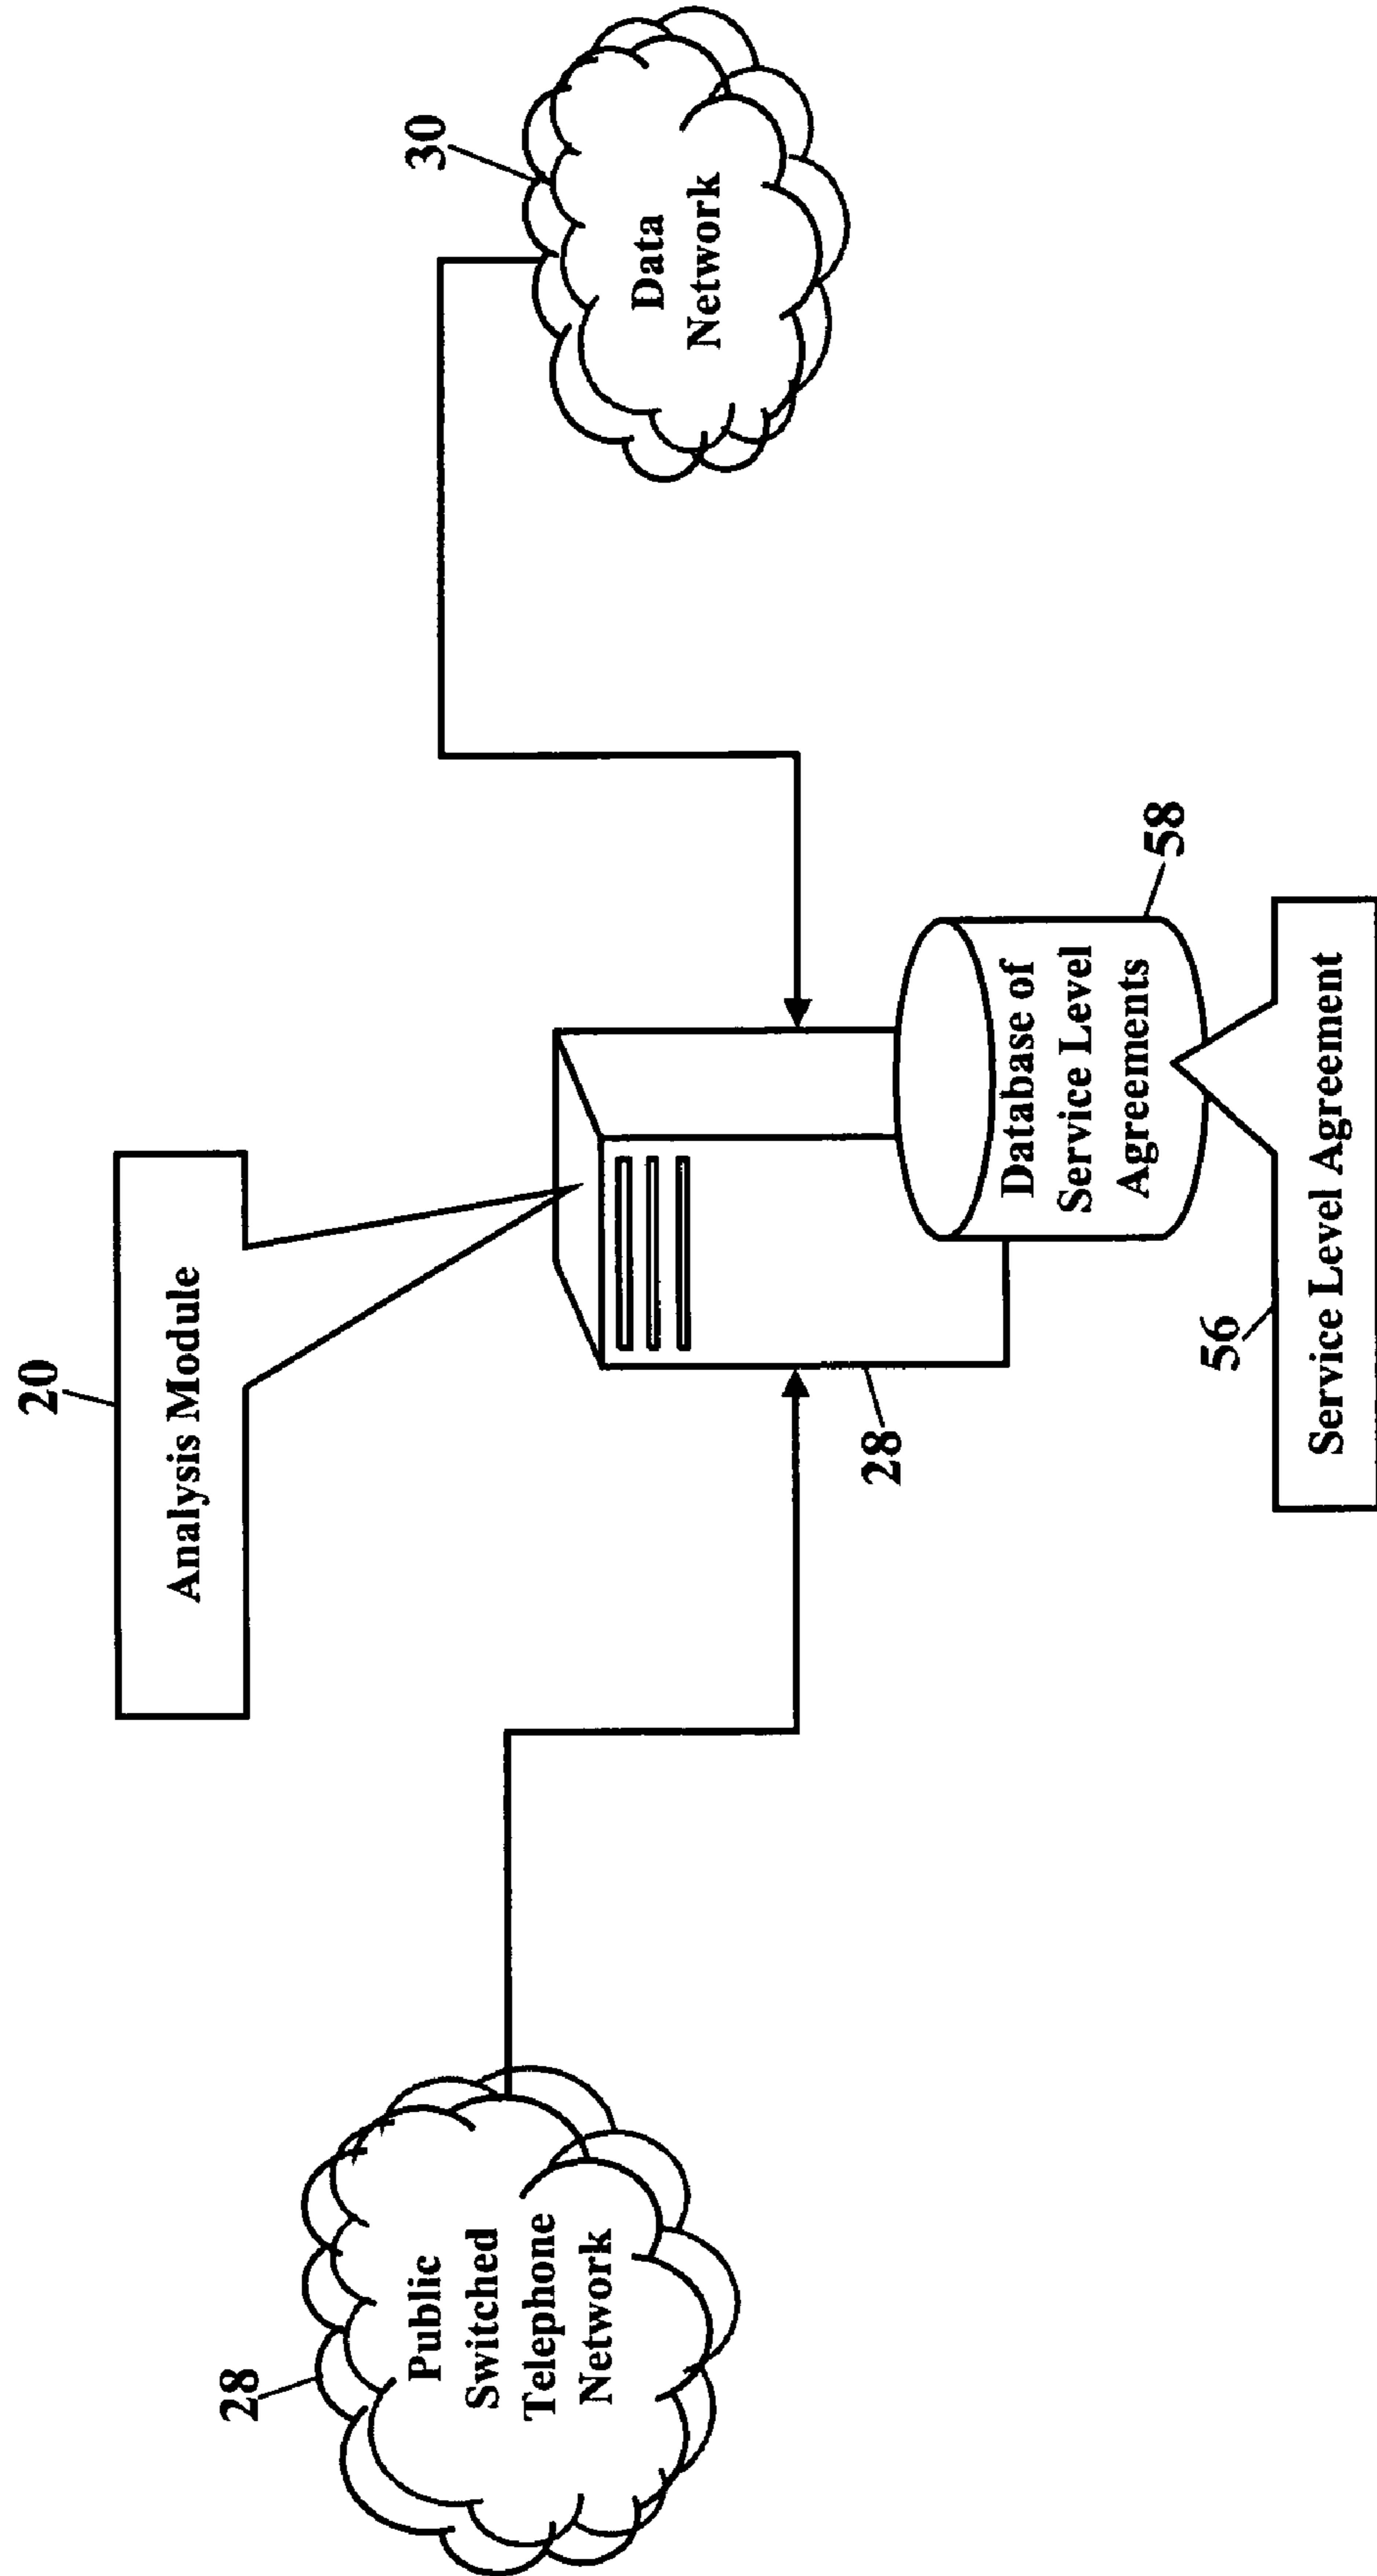 20
Analysis Module
28
Public
Switched
Telephone
Network
30
Data
Network
28
Database of
Service Level
Agreements
58
56
Service Level Agreement